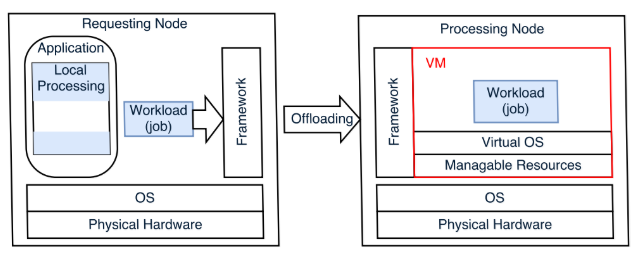 Requesting Node
Application
Local
Processing
Workload
(job)
Framework
OS
Physical Hardware
Offloading
Processing Node
Framework
VM
Workload
(job)
Virtual OS
Managable Resources
OS
Physical Hardware